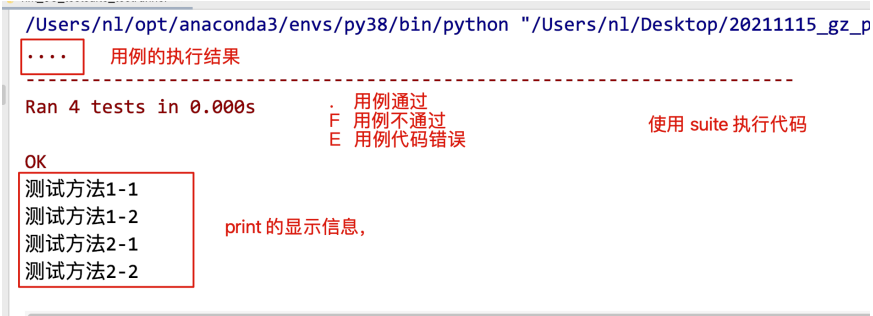 /Users/nl/opt/anaconda3/envs/py38/bin/python "/Users/nl/Desktop/20211115_gz_p
.... 用例的执行结果
----------------------------------------------------------------------
Ran 4 tests in 0.000s
. 用例通过
F 用例不通过
E 用例代码错误
使用 suite 执行代码
OK
测试方法1-1
测试方法1-2
测试方法2-1
测试方法2-2
print 的显示信息，